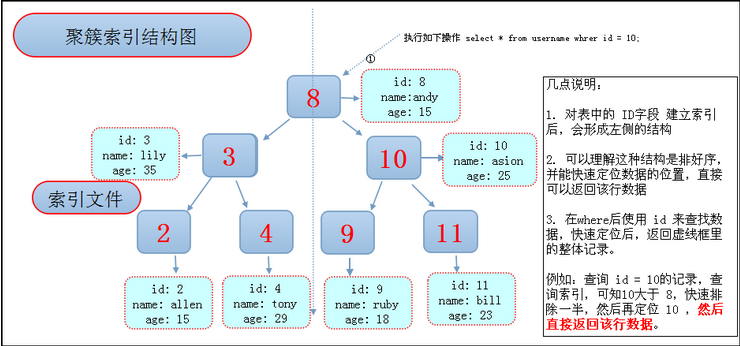 聚簇索引结构图
执行如下操作 select * from username whrer id = 10;
①
8
id: 8
name:andy
age: 15
3
id: 3
name: lily
age: 35
10
id: 10
name: asion
age: 25
索引文件
2
4
9
11
id: 2
name: allen
age: 15
id: 4
name: tony
age: 29
id: 9
name: ruby
age: 18
id: 11
name: bill
age: 23
几点说明:
1. 对表中的 ID字段 建立索引
后，会形成左侧的结构
2. 可以理解这种结构是排好序，
并能快速定位数据的位置，直接
可以返回该行数据
3. 在where后使用 id 来查找数
据，快速定位后，返回虚线框里
的整体记录。
例如：查询 id = 10的记录，查
询索引，可知10大于 8，快速排
除一半，然后再定位 10 ，然后
直接返回该行数据。